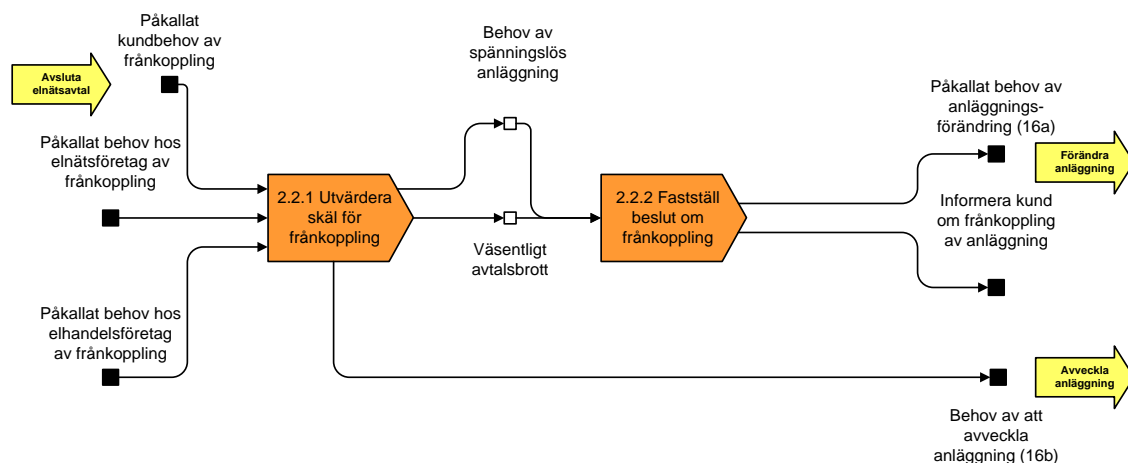 Påkallat
kundbehov av
frånkoppling
Avsluta
elnätsavtal
Påkallat behov hos
elnätsföretag av
frånkoppling
Påkallat behov hos
elhandelsföretag
av frånkoppling
2.2.1 Utvärdera
skäl för
frånkoppling
Behov av
spänningslös
anläggning
Väsentligt
avtalsbrott
2.2.2 Fastställ
beslut om
frånkoppling
Påkallat behov av
anläggnings-
förändring (16a)
Förändra
anläggning
Informera kund
om frånkoppling
av anläggning
Avveckla
anläggning
Behov av att
avveckla
anläggning (16b)